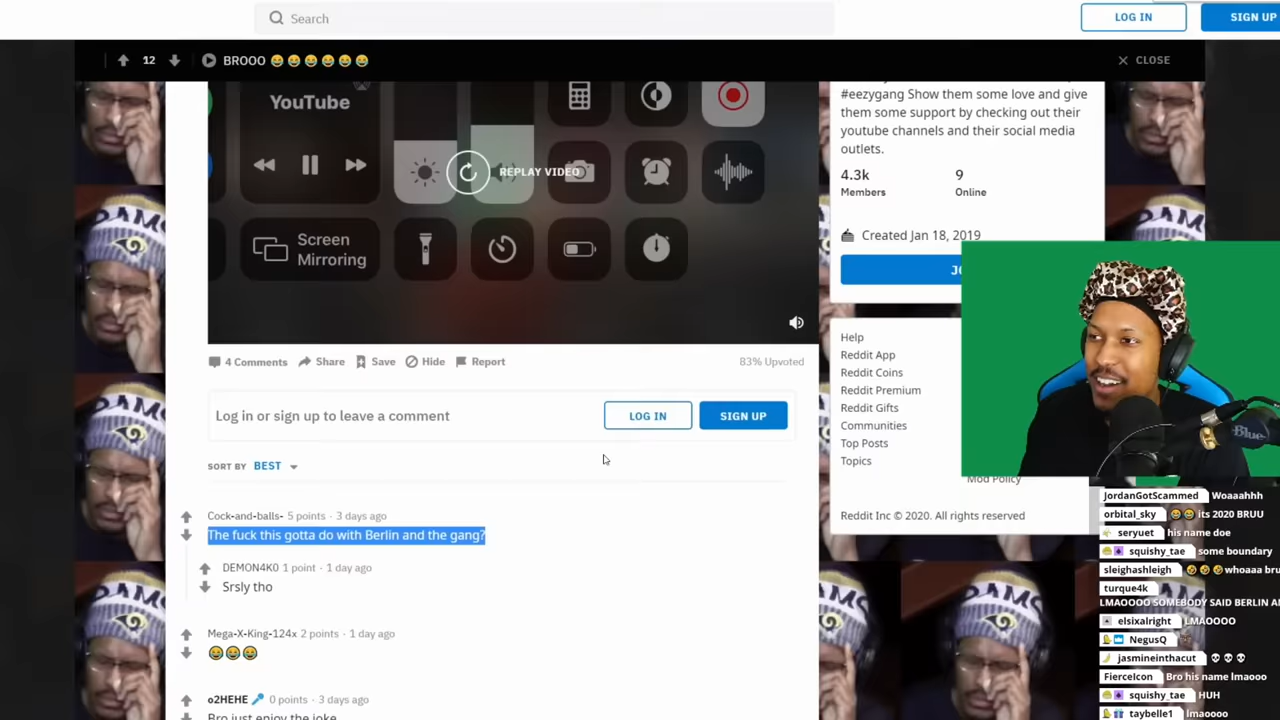 Search
LOG IN
SIGN UP
12
BROOO 😂😂😂😂😂😂
× CLOSE
YouTube
REPLAY VIDEO
Screen
Mirroring
#eezygang Show them some love and give
them some support by checking out their
youtube channels and their social media
outlets.
4.3k
9
Members
Online
Created Jan 18, 2019
4 Comments
Share
Save
Hide
Report
83% Upvoted
Log in or sign up to leave a comment
LOG IN
SIGN UP
SORT BY BEST
Cock-and-balls- 5 points · 3 days ago
The fuck this gotta do with Berlin and the gang?
DEMON4K0 1 point · 1 day ago
Srsly tho
Mega-X-King-124x 2 points · 1 day ago
😂😂😂
o2HEHE 🎤 0 points · 3 days ago
Bro just enjoy the joke
Help
Reddit App
Reddit Coins
Reddit Premium
Reddit Gifts
Communities
Top Posts
Topics
Mod Policy
Reddit Inc © 2020. All rights reserved
Blue
JordanGotScammed Woaaahhh
orbital_sky 😂😂 its 2020 BRUU
seryuet his name doe
squishy_tae some boundary
sleighashleigh 🤣🤣🤣whoaaa bru
turque4k
LMAOOOO SOMEBODY SAID BERLIN AN
elsixalright LMAOOOO
NegusQ
jasmineinthacut 💀💀💀
FierceIcon Bro his name lmaooo
squishy_tae HUH
taybelle1 lmaoooo